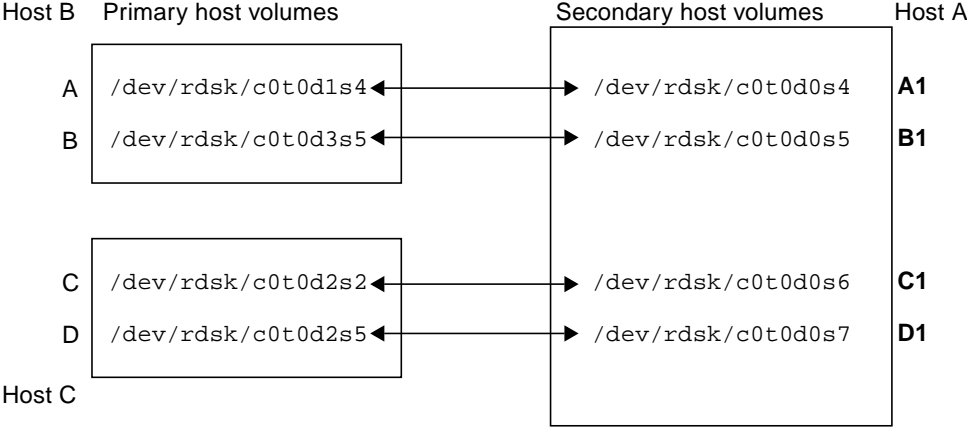 Host B Primary host volumes Secondary host volumes Host A
A /dev/rdsk/c0t0d1s4 /dev/rdsk/c0t0d0s4 A1
B /dev/rdsk/c0t0d3s5 /dev/rdsk/c0t0d0s5 B1
C /dev/rdsk/c0t0d2s2 /dev/rdsk/c0t0d0s6 C1
D /dev/rdsk/c0t0d2s5 /dev/rdsk/c0t0d0s7 D1
Host C